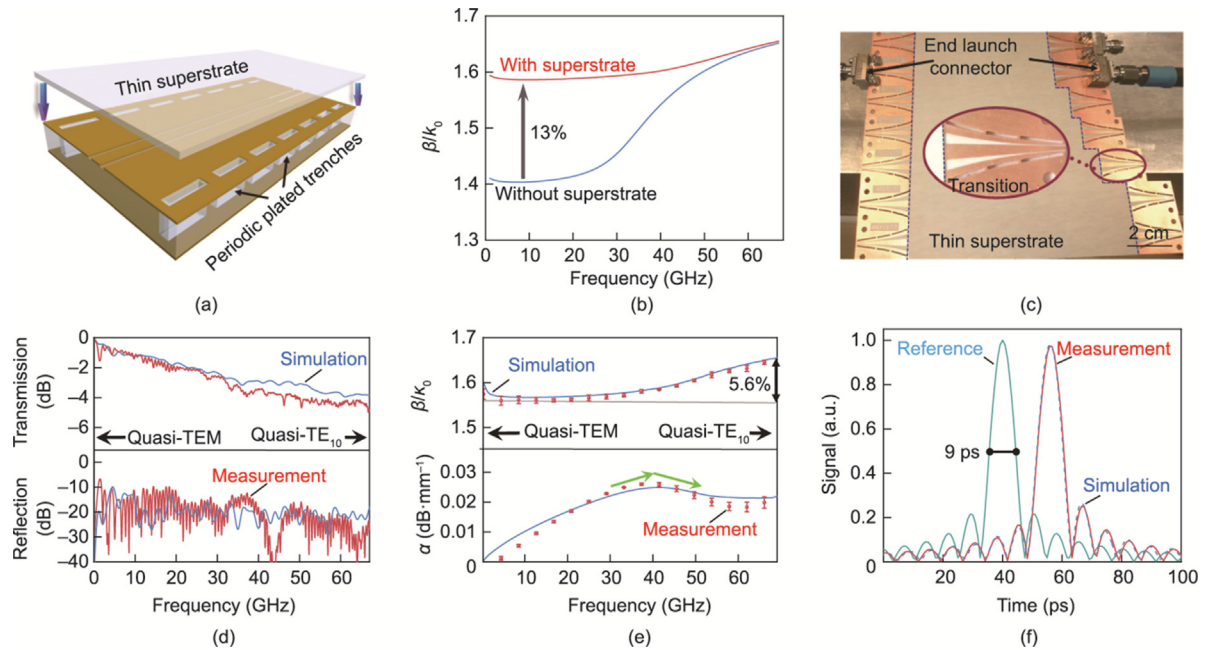 Thin superstrate
Periodic plated trenches
(a)
1.7
1.6
1.5
1.4
1.3
β/k0
With superstrate
13%
Without superstrate
0 10 20 30 40 50 60
Frequency (GHz)
(b)
End launch
connector
Transition
Thin superstrate
2 cm
(c)
Transmission
(dB)
0
−2
−4
−6
Simulation
Quasi-TEM
Quasi-TE10
Reflection
(dB)
0
−10
−20
−30
−40
Measurement
0 10 20 30 40 50 60
Frequency (GHz)
(d)
β/k0
1.7
1.6
1.5
Simulation
5.6%
Quasi-TEM
Quasi-TE10
α (dB·mm−1)
0.03
0.02
0.01
0
Measurement
0 10 20 30 40 50 60
Frequency (GHz)
(e)
Signal (a.u.)
1.0
0.8
0.6
0.4
0.2
0
Reference
Measurement
9 ps
Simulation
0 20 40 60 80 100
Time (ps)
(f)